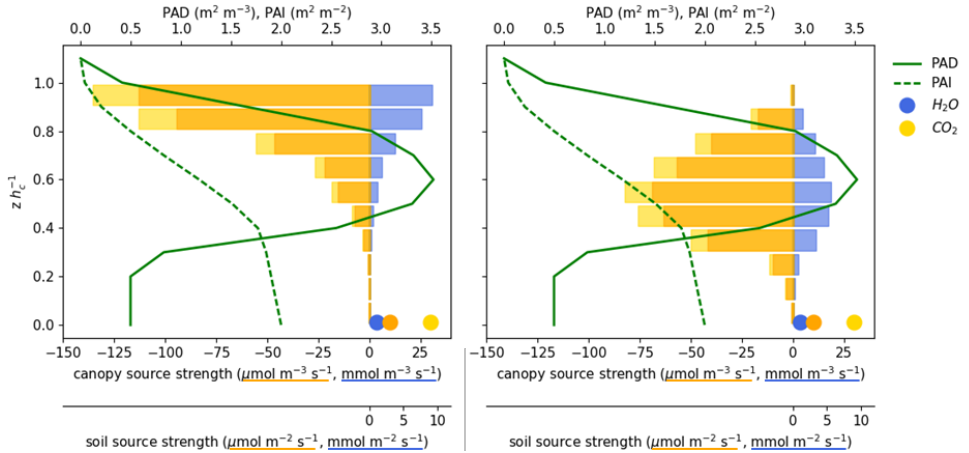 PAD (m² m⁻³), PAI (m² m⁻²)
PAD (m² m⁻³), PAI (m² m⁻²)
0.0 0.5 1.0 1.5 2.0 2.5 3.0 3.5
0.0 0.5 1.0 1.5 2.0 2.5 3.0 3.5
z h_c⁻¹
1.0
0.8
0.6
0.4
0.2
0.0
PAD
PAI
H₂O
CO₂
−150 −125 −100 −75 −50 −25 0 25
−150 −125 −100 −75 −50 −25 0 25
canopy source strength (μmol m⁻³ s⁻¹, mmol m⁻³ s⁻¹)
canopy source strength (μmol m⁻³ s⁻¹, mmol m⁻³ s⁻¹)
0 5 10
0 5 10
soil source strength (μmol m⁻² s⁻¹, mmol m⁻² s⁻¹)
soil source strength (μmol m⁻² s⁻¹, mmol m⁻² s⁻¹)